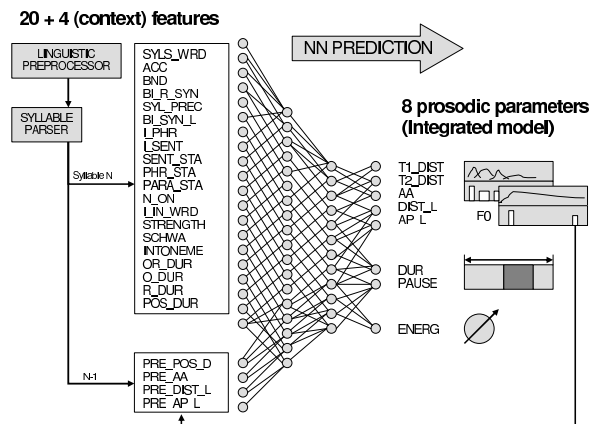 20 + 4 (context) features
LINGUISTIC
PREPROCESSOR
SYLLABLE
PARSER
Syllable N
N-1
SYLS_WRD
ACC
BND
BI_R_SYN
SYL_PREC
BI_SYN_L
I_PHR
I_SENT
SENT_STA
PHR_STA
PARA_STA
N_ON
I_IN_WRD
STRENGTH
SCHWA
INTONEME
OR_DUR
O_DUR
R_DUR
POS_DUR
PRE_POS_D
PRE_AA
PRE_DIST_L
PRE_AP_L
NN PREDICTION
8 prosodic parameters
(Integrated model)
T1_DIST
T2_DIST
AA
DIST_L
AP_L
F0
DUR
PAUSE
ENERG